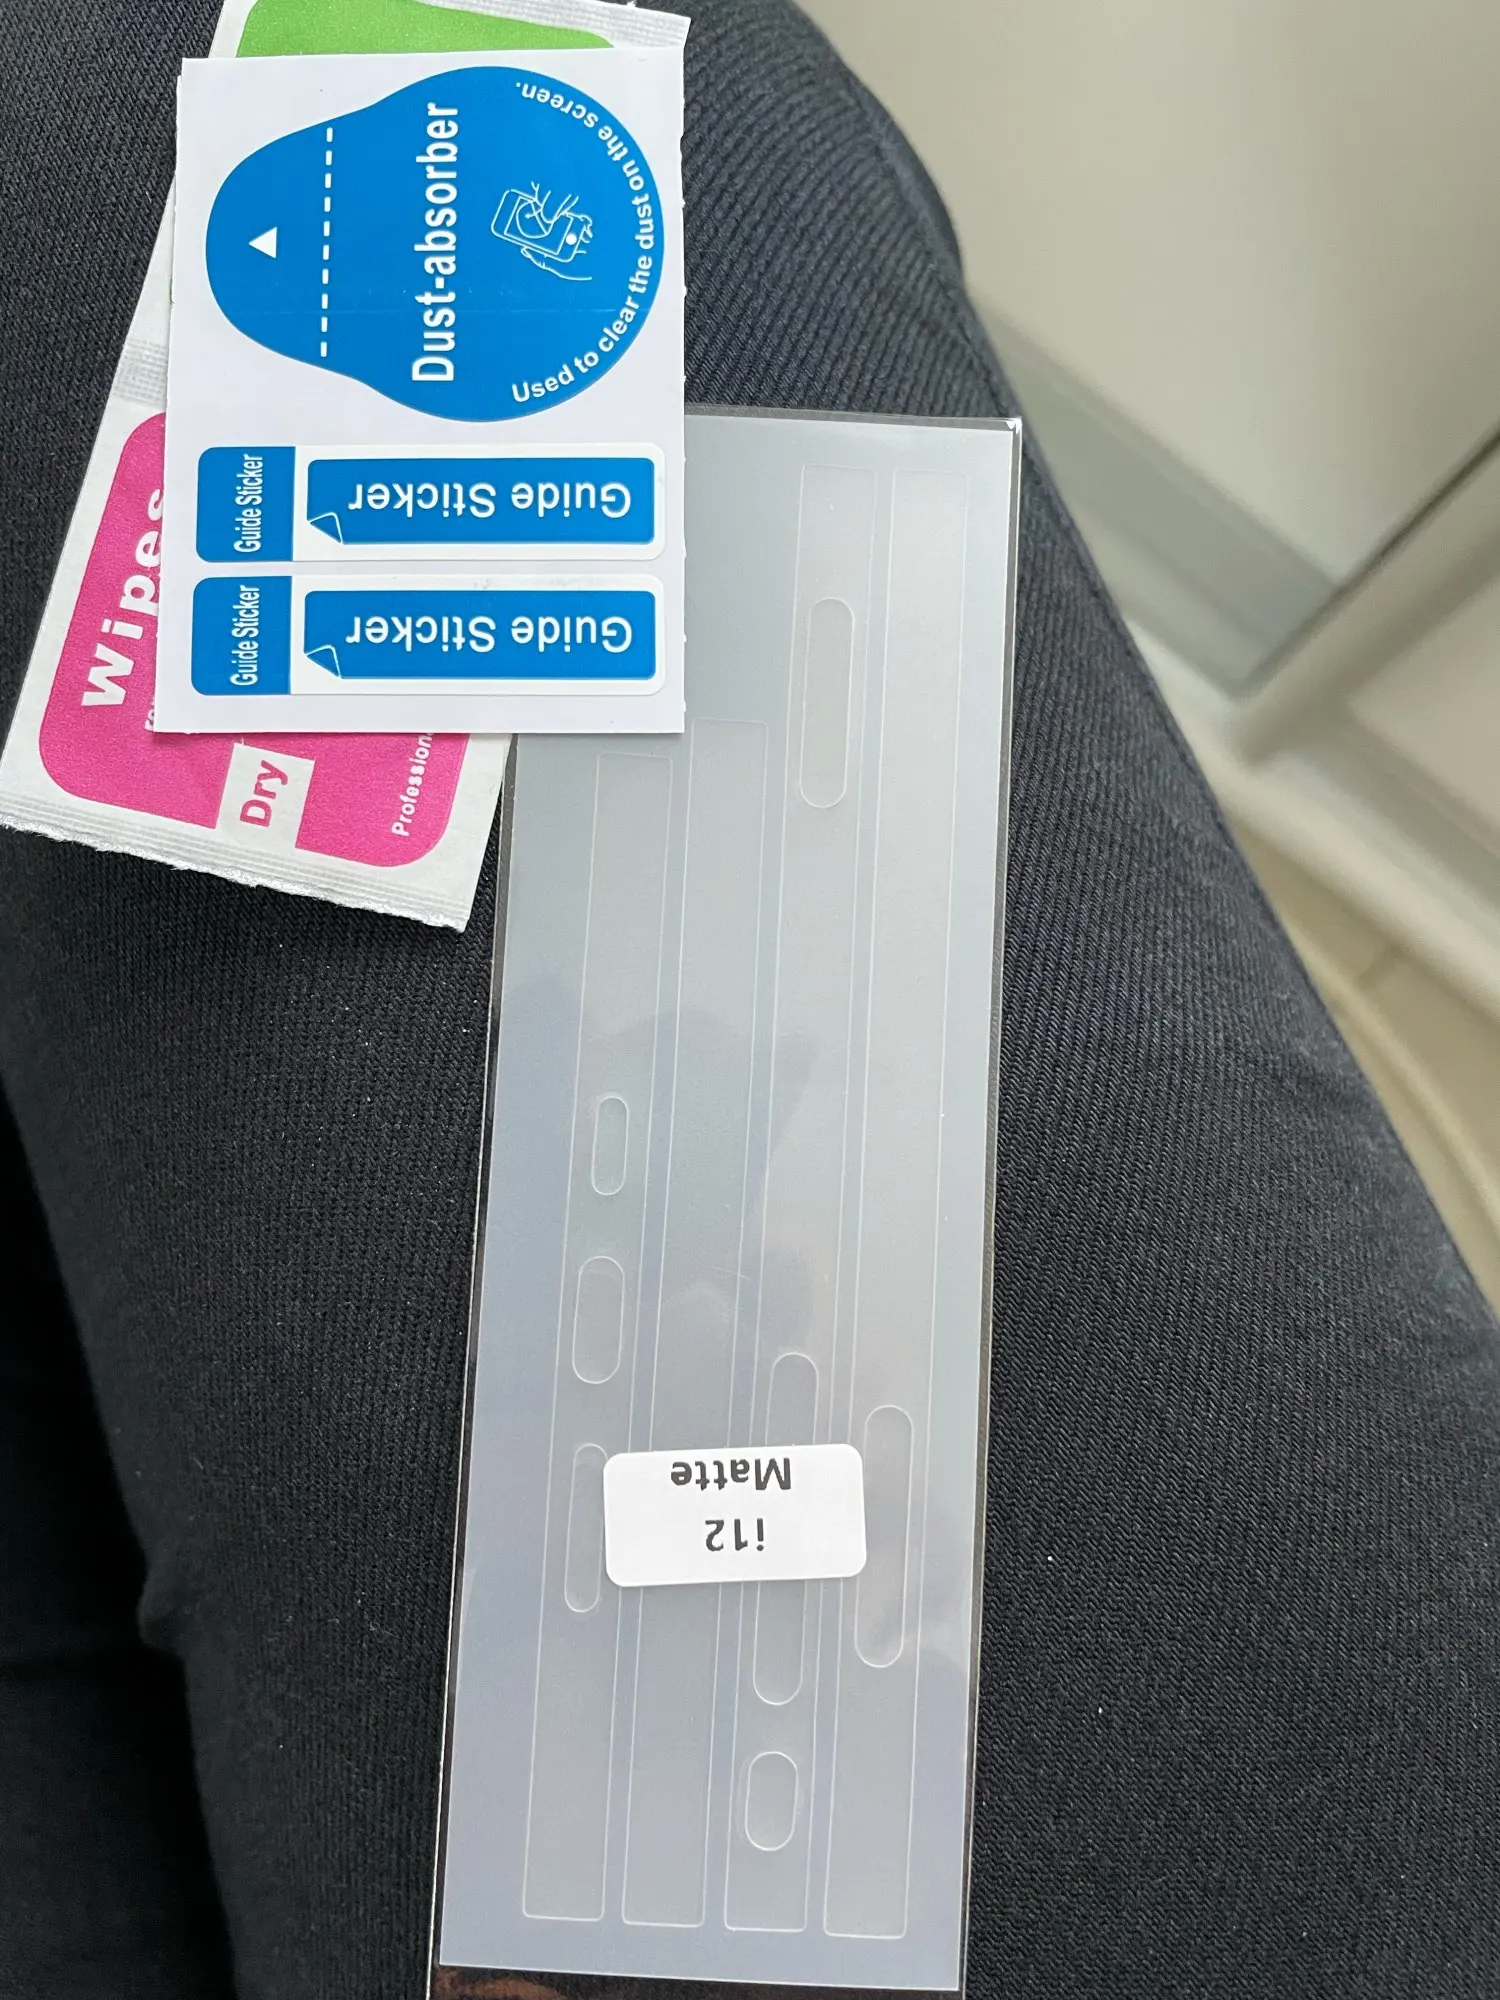 Dust-absorber
Used to clear the dust on the screen.
Guide Sticker
Guide Sticker
Guide Sticker
Guide Sticker
Wipes
Dry
i12
Matte